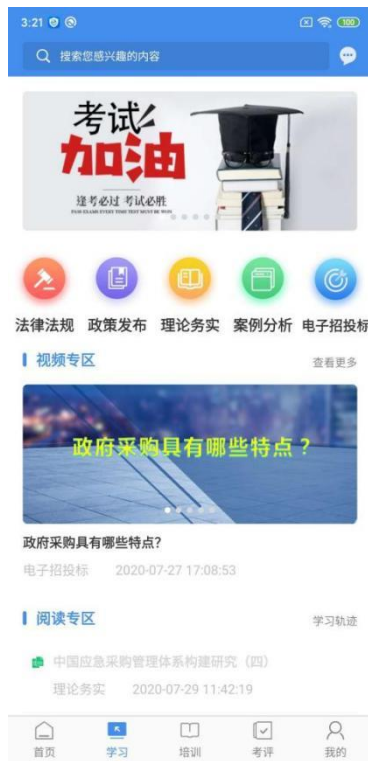 3:21
100
搜索您感兴趣的内容
考试
加油
逢考必过 考试必胜
法律法规 政策发布 理论务实 案例分析 电子招投标
视频专区 查看更多
政府采购具有哪些特点？
政府采购具有哪些特点?
电子招投标 2020-07-27 17:08:53
阅读专区 学习轨迹
中国应急采购管理体系构建研究（四）
理论务实 2020-07-29 11:42:19
首页 学习 培训 考评 我的